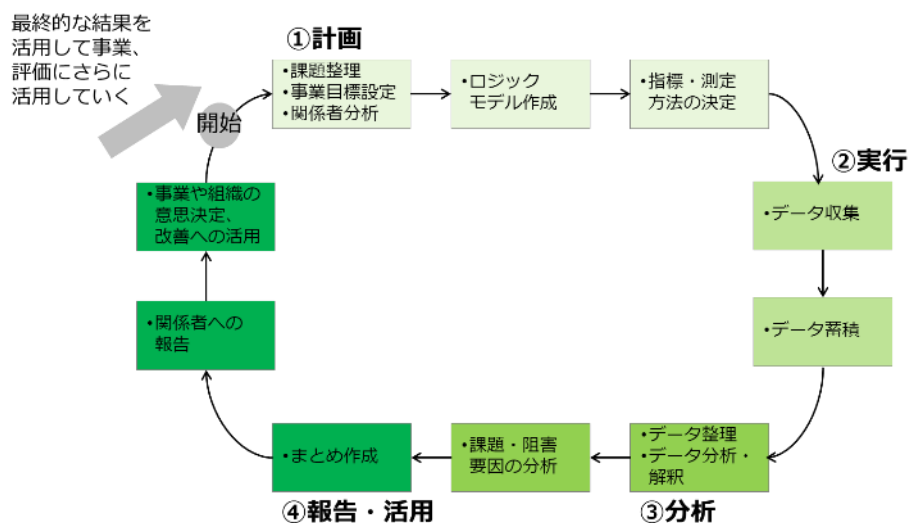 最終的な結果を
活用して事業、
評価にさらに
活用していく
開始
①計画
・課題整理
・事業目標設定
・関係者分析
・ロジック
モデル作成
・指標・測定
方法の決定
②実行
・データ収集
・データ蓄積
・データ整理
・データ分析・
解釈
③分析
・課題・阻害
要因の分析
・まとめ作成
④報告・活用
・関係者への
報告
・事業や組織の
意思決定、
改善への活用